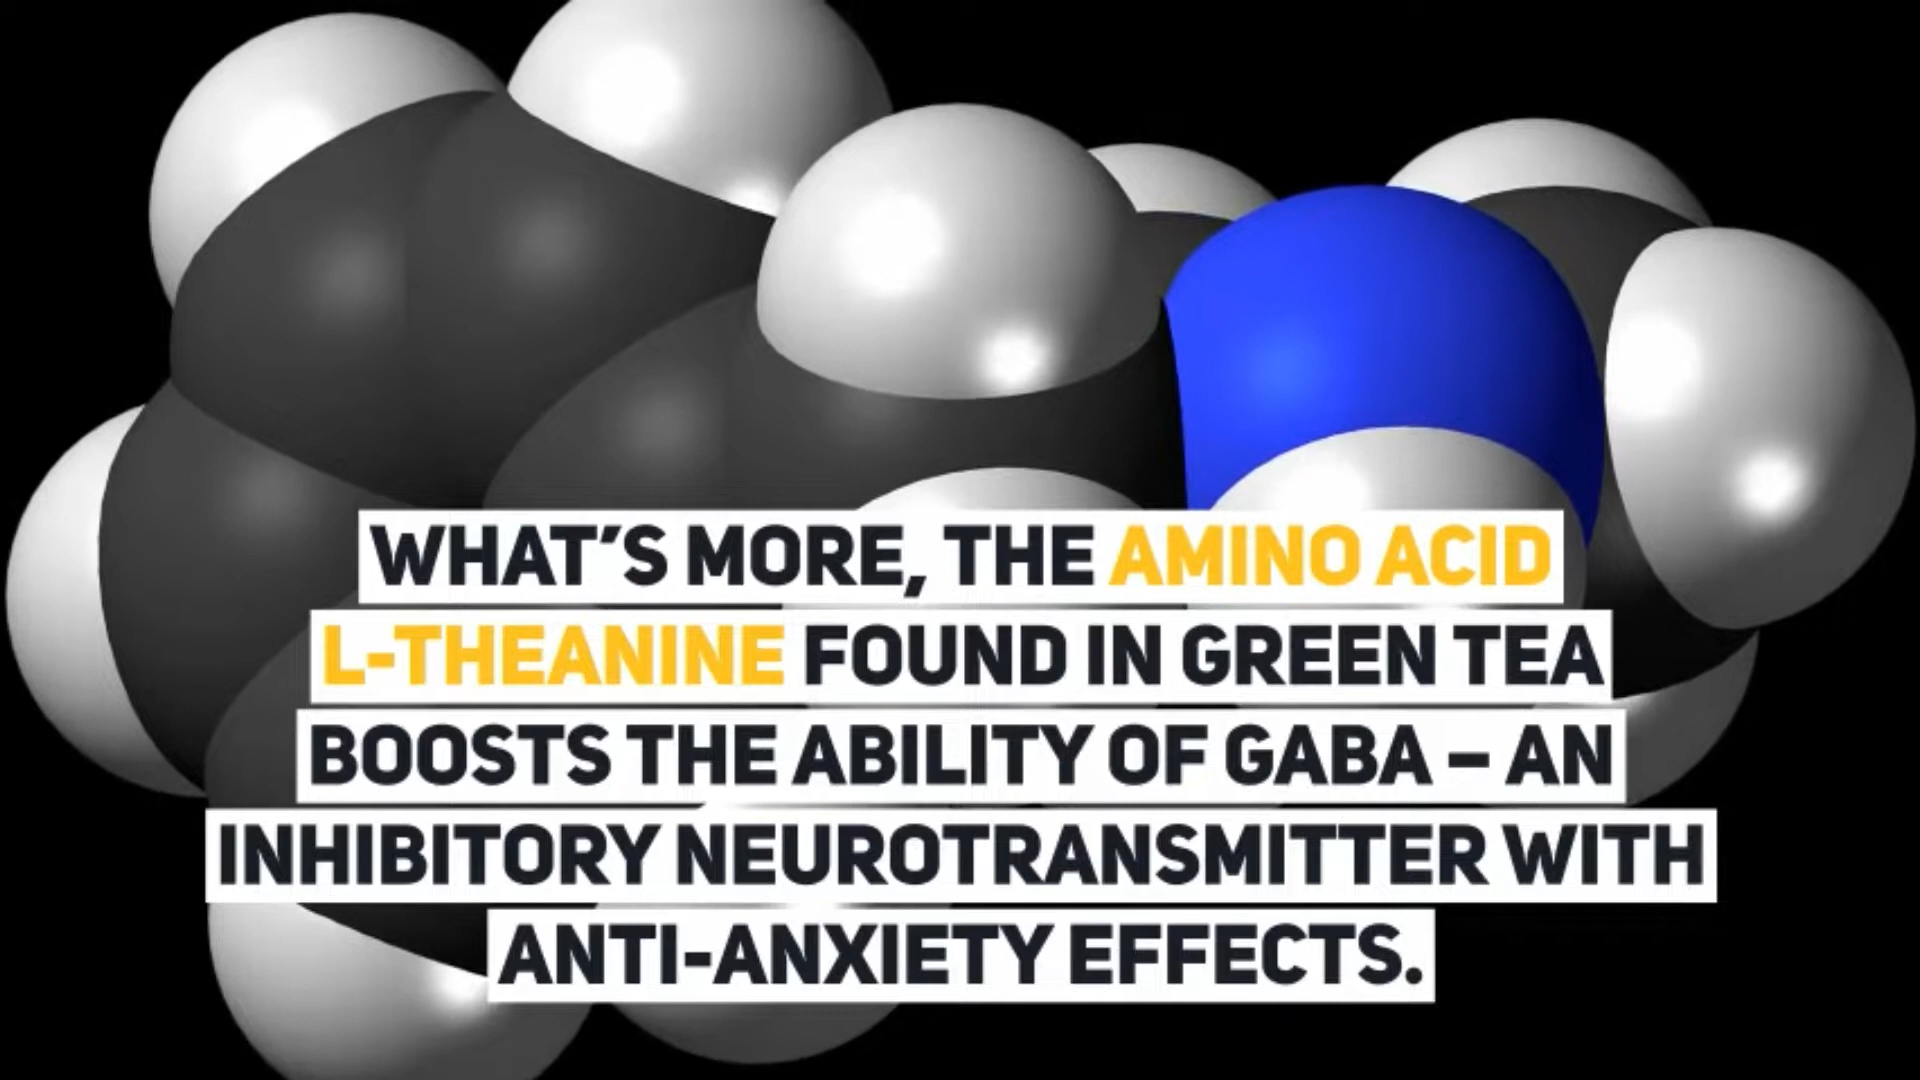 WHAT’S MORE, THE AMINO ACID
L-THEANINE FOUND IN GREEN TEA
BOOSTS THE ABILITY OF GABA – AN
INHIBITORY NEUROTRANSMITTER WITH
ANTI-ANXIETY EFFECTS.